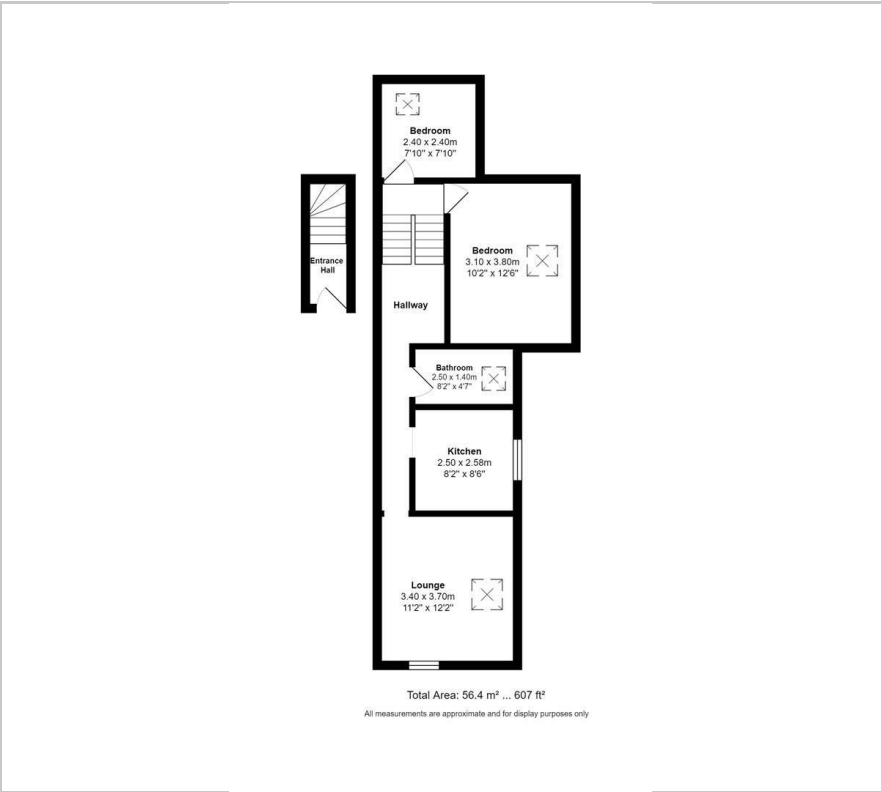 Bedroom
2.40 x 2.40m
7'10" x 7'10"
Bedroom
3.10 x 3.80m
10'2" x 12'6"
Entrance
Hall
Hallway
Bathroom
2.50 x 1.40m
8'2" x 4'7"
Kitchen
2.50 x 2.58m
8'2" x 8'6"
Lounge
3.40 x 3.70m
11'2" x 12'2"
Total Area: 56.4 m² ... 607 ft²
All measurements are approximate and for display purposes only